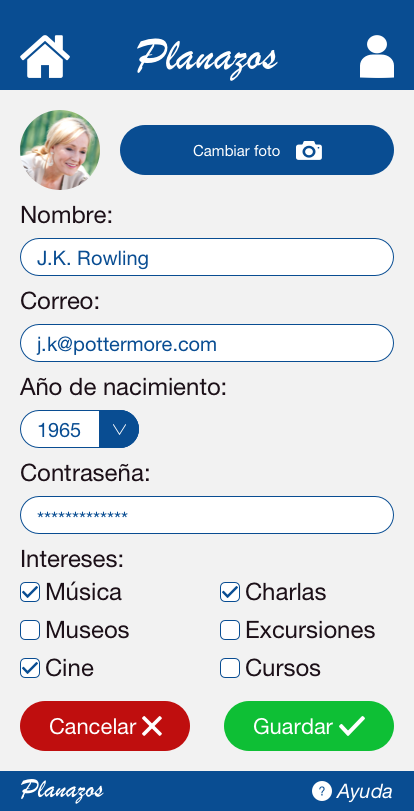 Planazos
Cambiar foto
Nombre:
J.K. Rowling
Correo:
j.k@pottermore.com
Año de nacimiento:
1965
Contraseña:
*************
Intereses:
Música Charlas
Museos Excursiones
Cine Cursos
Cancelar Guardar
Planazos ? Ayuda